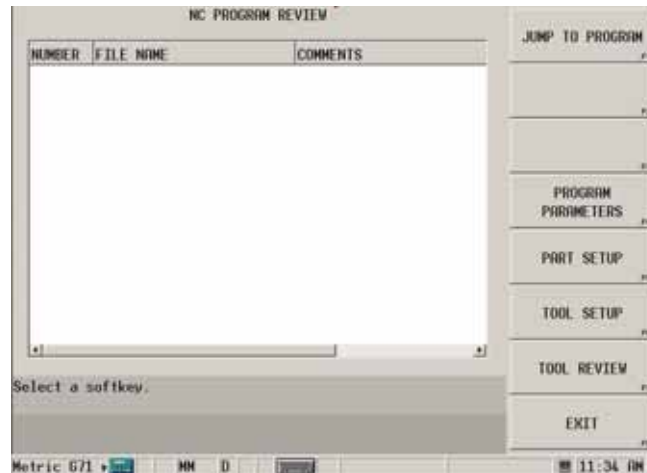 NC PROGRAM REVIEW
NUMBER FILE NAME COMMENTS
JUMP TO PROGRAM
PROGRAM
PARAMETERS
PART SETUP
TOOL SETUP
TOOL REVIEW
EXIT
Select a softkey.
Metric G71 MM D 11:34 AM